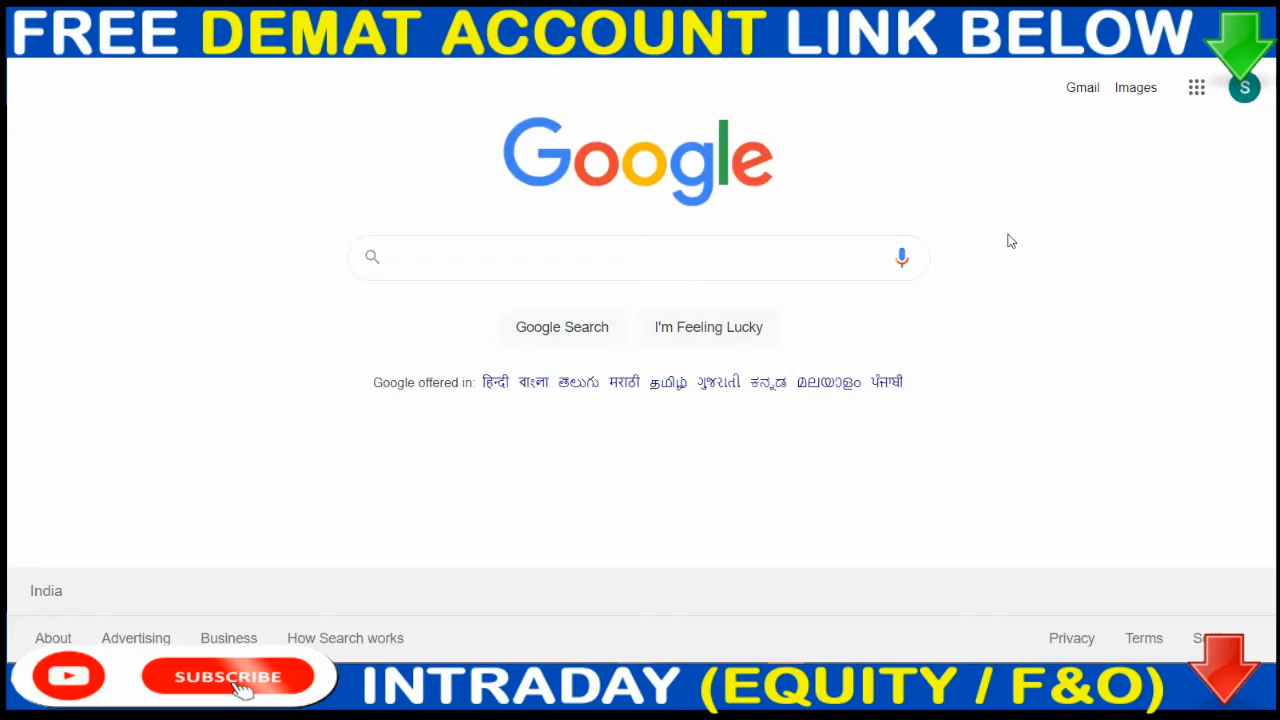 FREE DEMAT ACCOUNT LINK BELOW
Gmail Images
S
Google
Google Search I'm Feeling Lucky
Google offered in: हिन्दी বাংলা తెలుగు मराठी தமிழ் ગુજરાતી ಕನ್ನಡ മലയാളം ਪੰਜਾਬੀ
India
About Advertising Business How Search works Privacy Terms
SUBSCRIBE
INTRADAY (EQUITY / F&O)